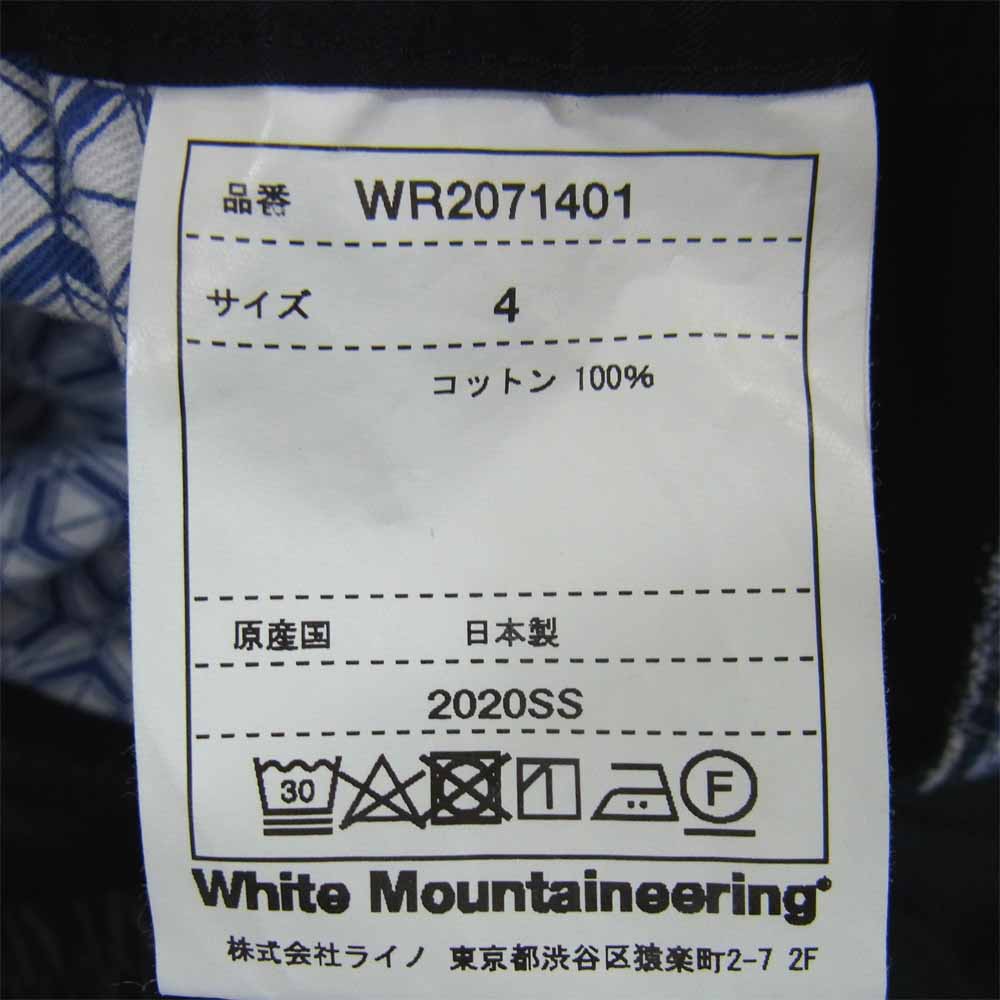 品番 WR2071401
サイズ 4
コットン 100%
原産国 日本製
2020SS
30 F
White Mountaineering®
株式会社ライノ 東京都渋谷区猿楽町2-7 2F